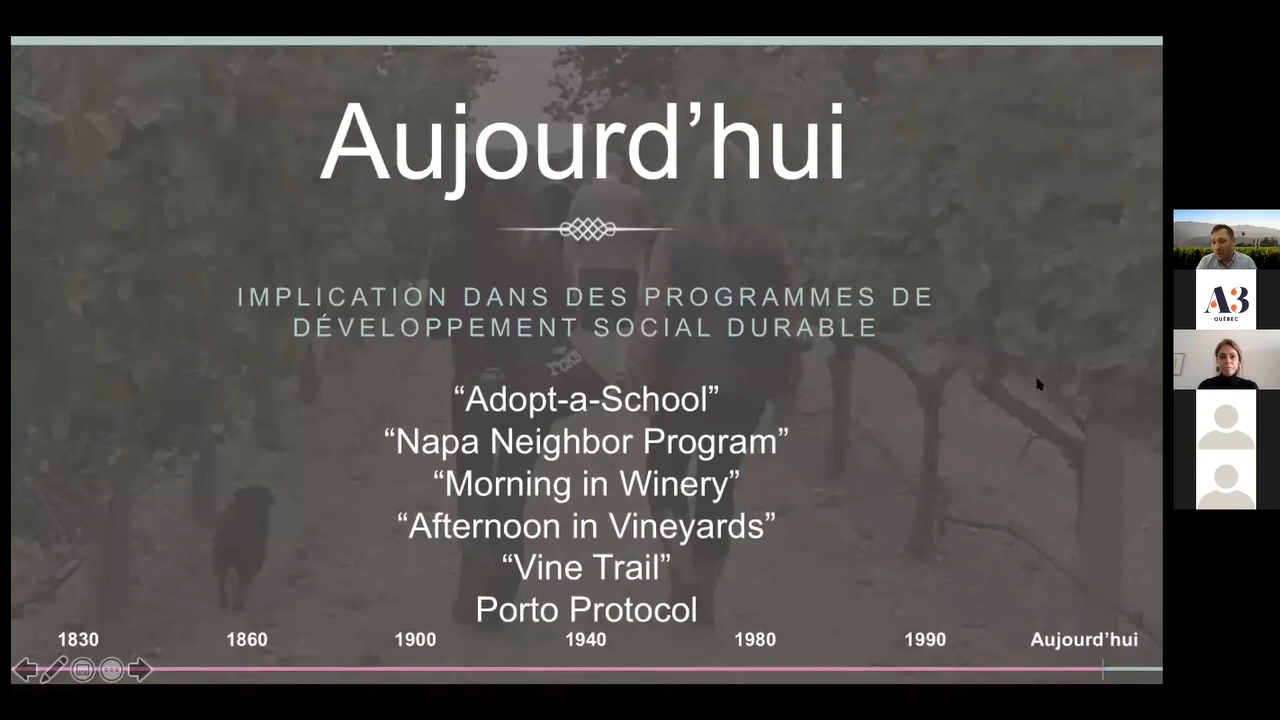 Aujourd’hui
IMPLICATION DANS DES PROGRAMMES DE
DÉVELOPPEMENT SOCIAL DURABLE
“Adopt-a-School”
“Napa Neighbor Program”
“Morning in Winery”
“Afternoon in Vineyards”
“Vine Trail”
Porto Protocol
1830 1860 1900 1940 1980 1990 Aujourd’hui
A3
QUÉBEC